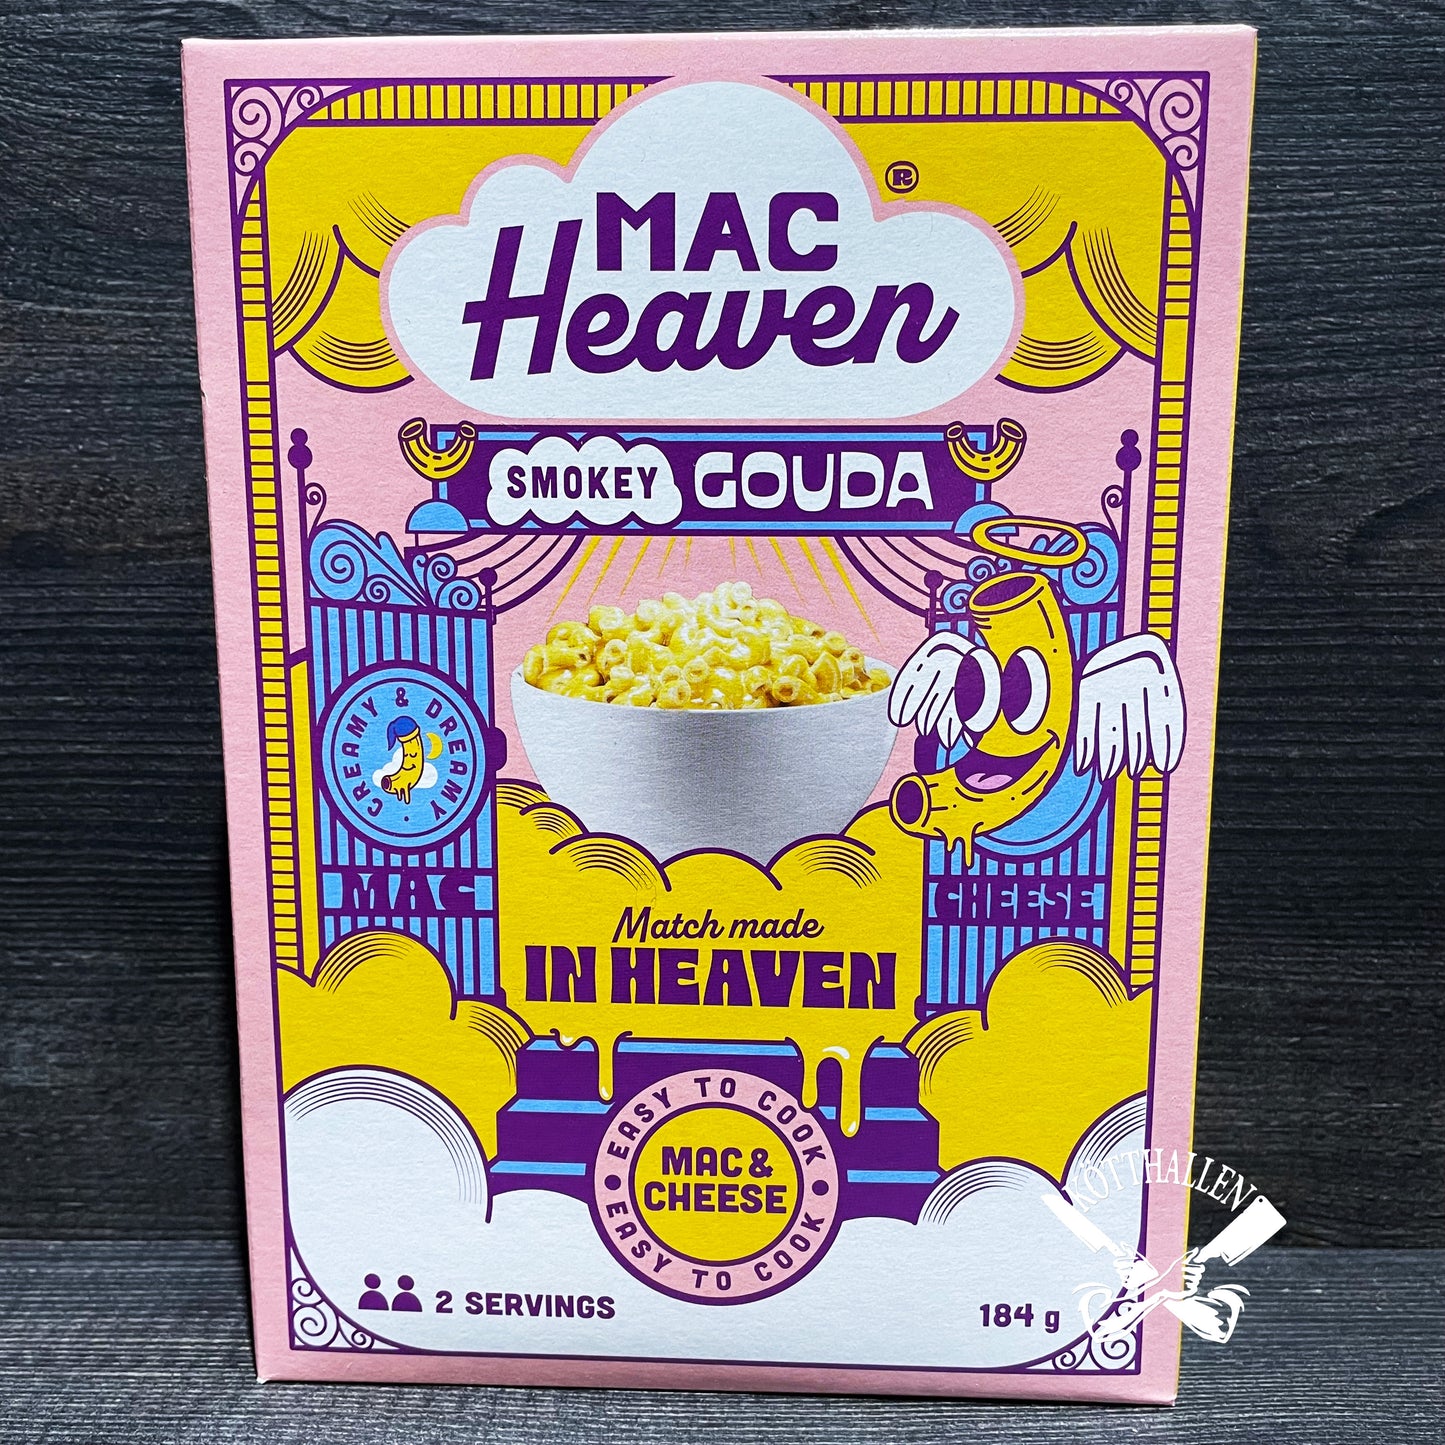 MAC
Heaven ®
SMOKEY GOUDA
CREAMY & DREAMY
MAC
CHEESE
Match made
IN HEAVEN
EASY TO COOK
MAC &
CHEESE
EASY TO COOK
2 SERVINGS
184 g
KÖTTHALLEN